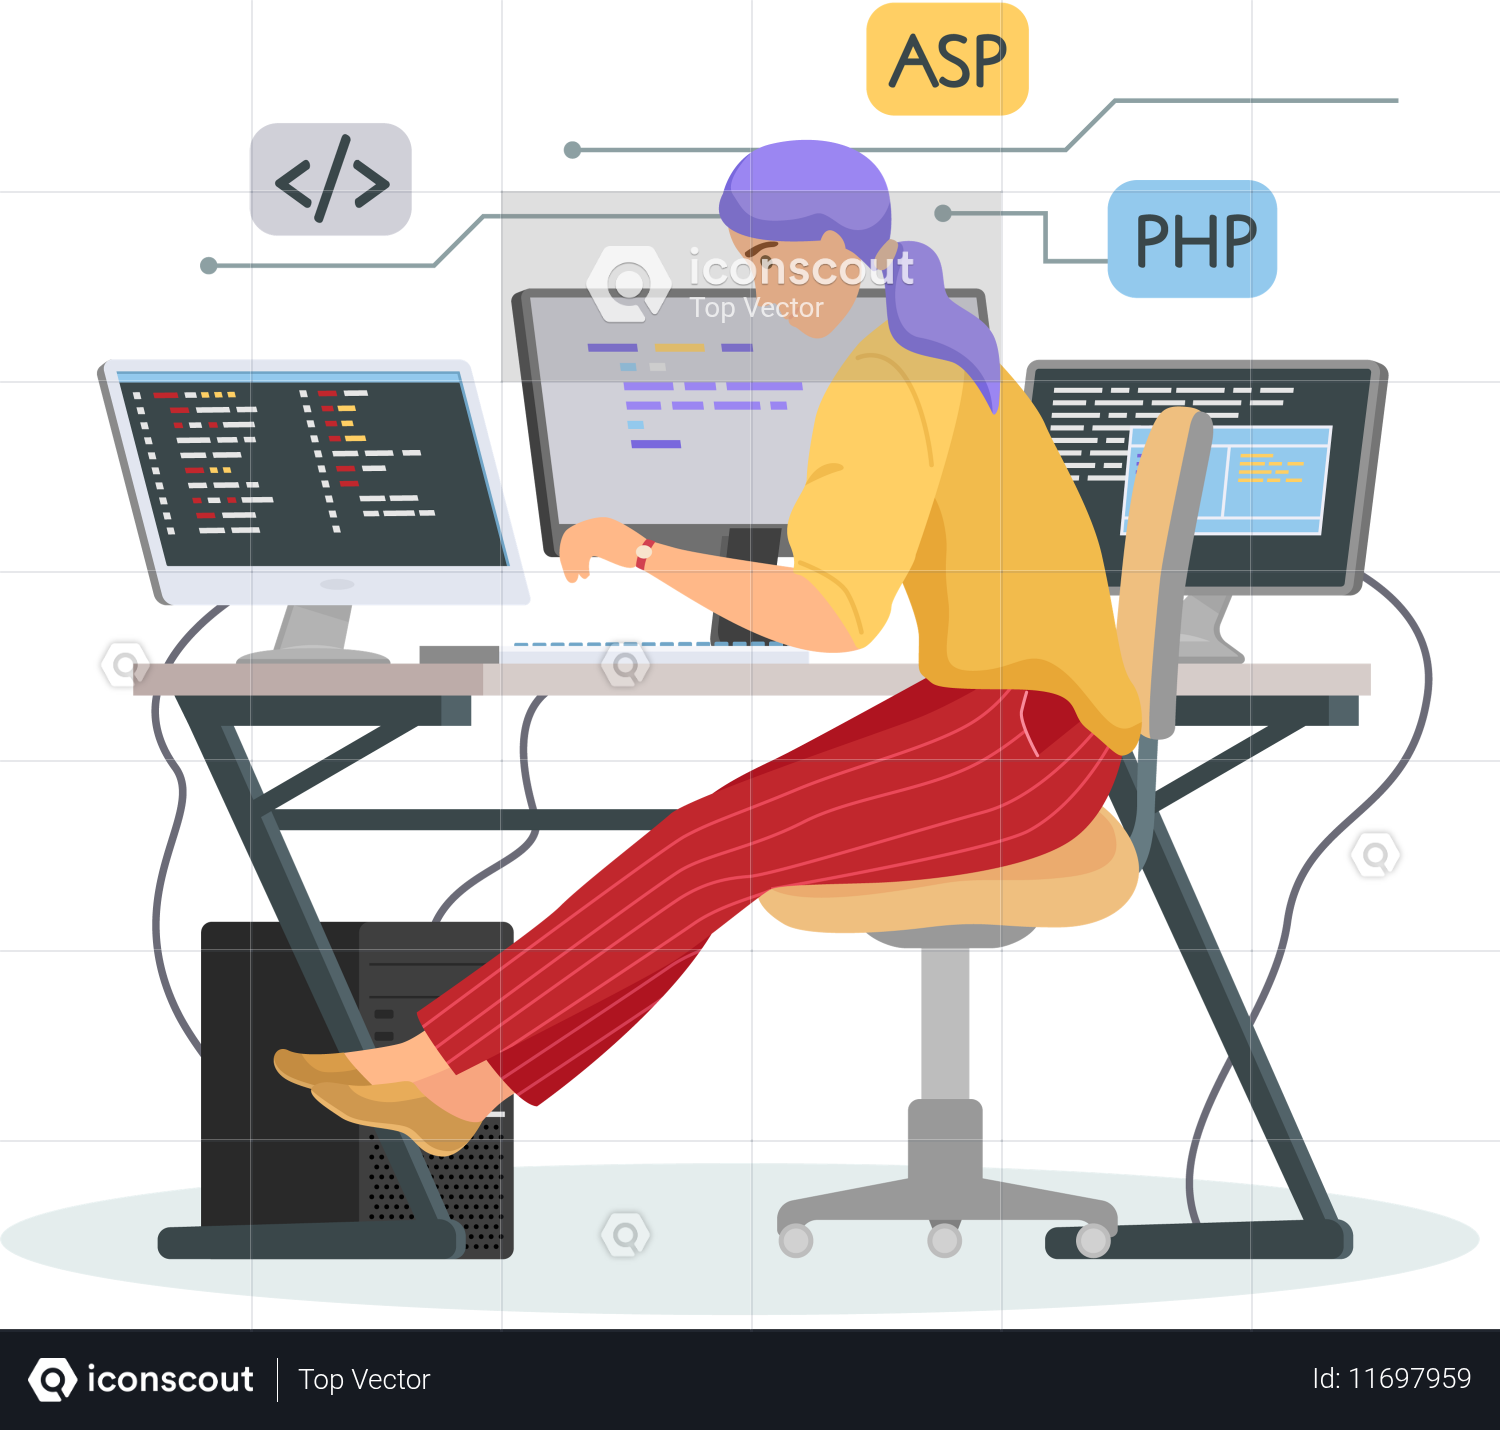 ASP
</>
PHP
iconscout
Top Vector
iconscout
Top Vector
Id: 11697959